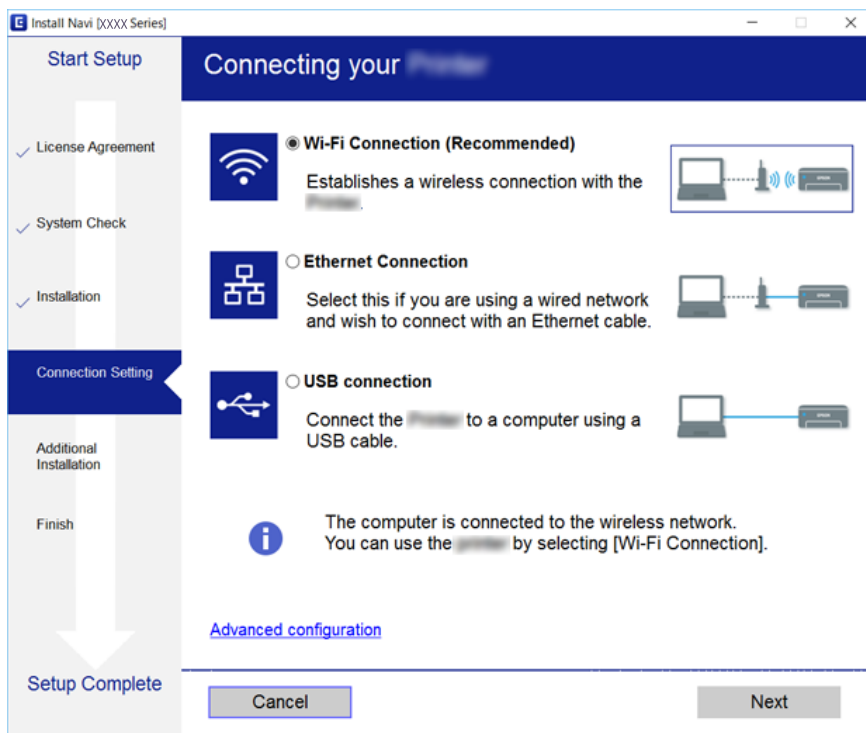 E Install Navi [XXXX Series]
Start Setup
License Agreement
System Check
Installation
Connection Setting
Additional
Installation
Finish
Setup Complete
Connecting your
Wi-Fi Connection (Recommended)
Establishes a wireless connection with the
.
EPSON
Ethernet Connection
Select this if you are using a wired network
and wish to connect with an Ethernet cable.
EPSON
USB connection
Connect the to a computer using a
USB cable.
EPSON
i
The computer is connected to the wireless network.
You can use the by selecting [Wi-Fi Connection].
Advanced configuration
Cancel
Next